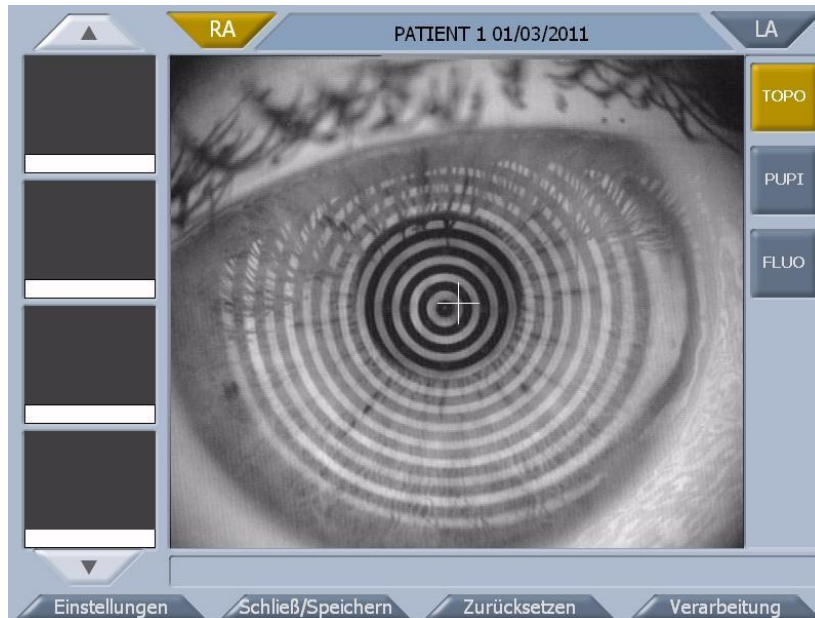 RA
PATIENT 1 01/03/2011
LA
TOPO
PUPI
FLUO
Einstellungen
Schließ/Speichern
Zurücksetzen
Verarbeitung